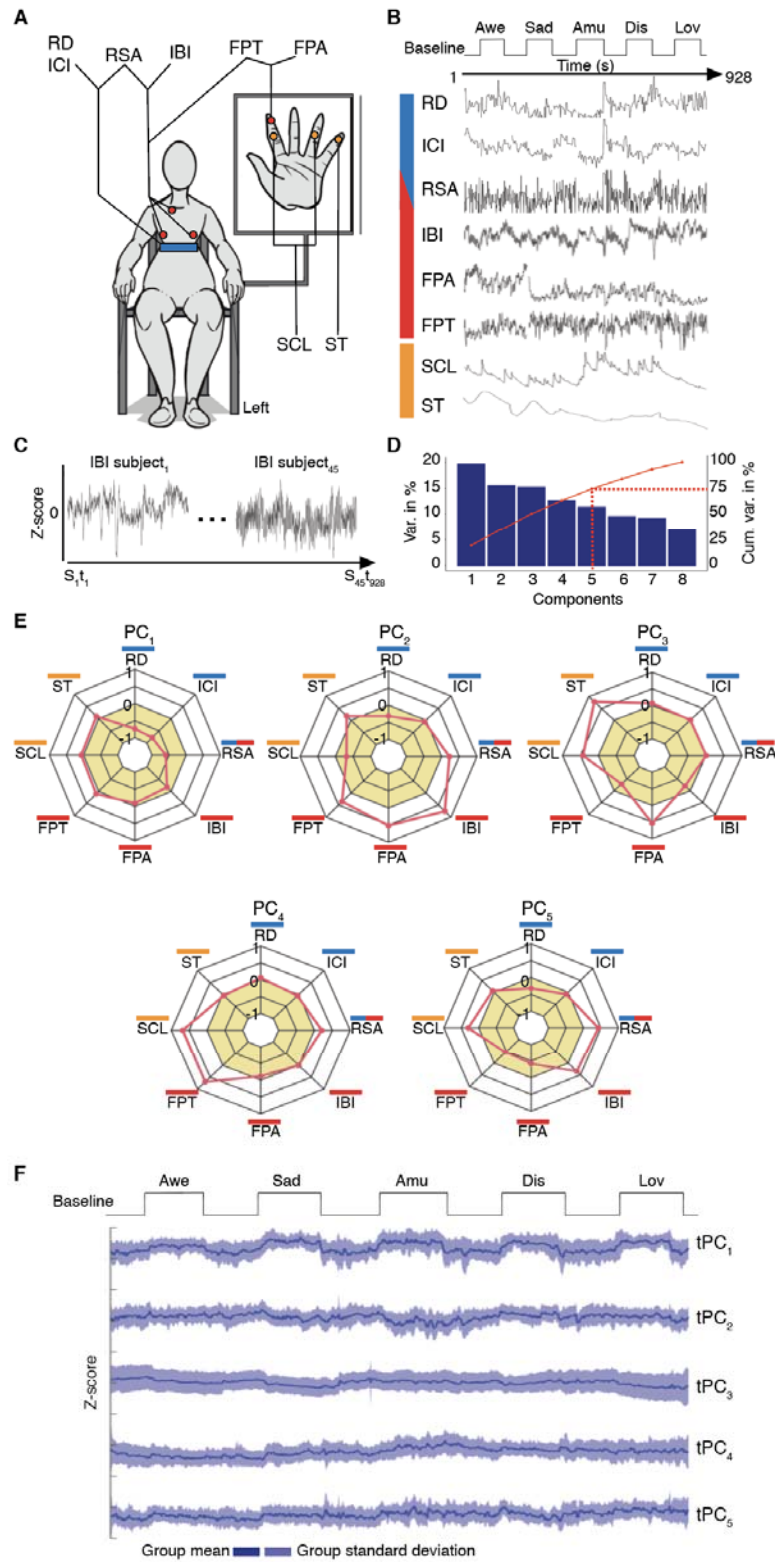 A
RD
ICI
RSA
IBI
FPT
FPA
SCL
ST
Left
B
Awe
Sad
Amu
Dis
Lov
Baseline
Time (s)
1
928
RD
ICI
RSA
IBI
FPA
FPT
SCL
ST
C
IBI subject1
IBI subject45
Z-score
0
S1t1
S45t928
D
Var. in %
20
15
10
5
0
100
75
50
25
0
Cum. var. in %
1 2 3 4 5 6 7 8
Components
E
PC1
RD
ICI
RSA
IBI
FPA
FPT
SCL
ST
1
0
-1
PC2
RD
ICI
RSA
IBI
FPA
FPT
SCL
ST
1
0
-1
PC3
RD
ICI
RSA
IBI
FPA
FPT
SCL
ST
1
0
-1
PC4
RD
ICI
RSA
IBI
FPA
FPT
SCL
ST
1
0
-1
PC5
RD
ICI
RSA
IBI
FPA
FPT
SCL
ST
1
0
-1
F
Awe
Sad
Amu
Dis
Lov
Baseline
Z-score
tPC1
tPC2
tPC3
tPC4
tPC5
Group mean
Group standard deviation